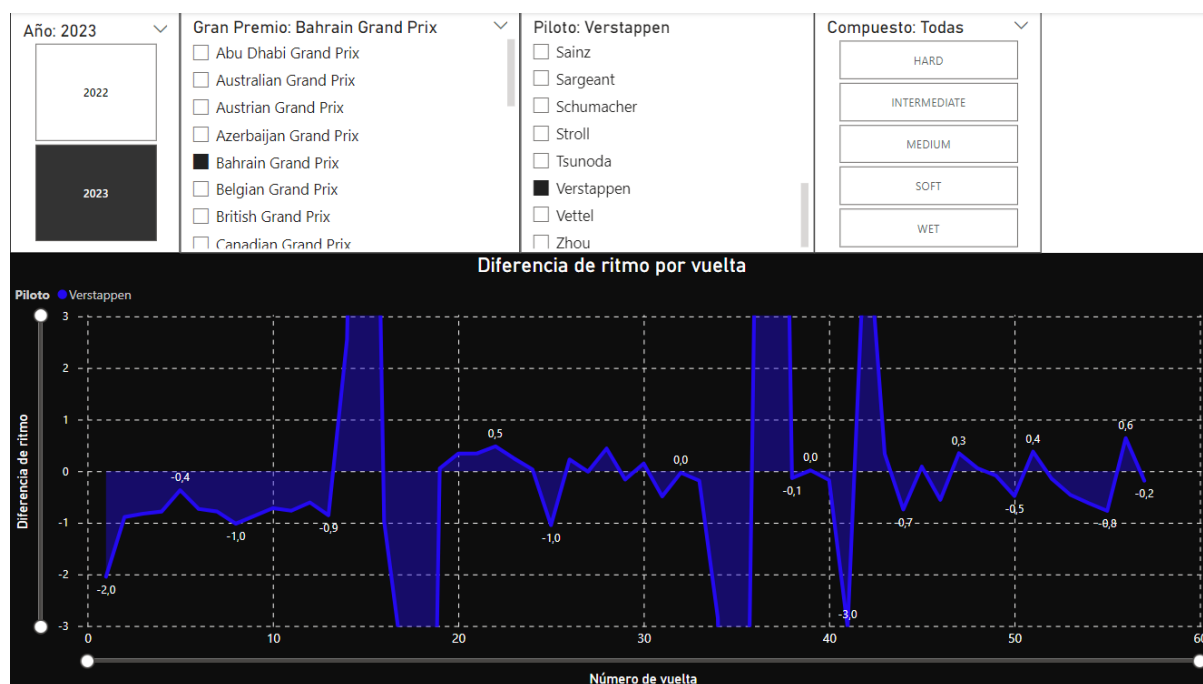 Año: 2023
2022
2023
Gran Premio: Bahrain Grand Prix
Abu Dhabi Grand Prix
Australian Grand Prix
Austrian Grand Prix
Azerbaijan Grand Prix
Bahrain Grand Prix
Belgian Grand Prix
British Grand Prix
Canadian Grand Prix
Piloto: Verstappen
Sainz
Sargeant
Schumacher
Stroll
Tsunoda
Verstappen
Vettel
Zhou
Compuesto: Todas
HARD
INTERMEDIATE
MEDIUM
SOFT
WET
Diferencia de ritmo por vuelta
Piloto Verstappen
Diferencia de ritmo
3
2
1
0
-1
-2
-3
-2,0
-0,4
-1,0
-0,9
0,5
-1,0
0,0
-0,1
0,0
-3,0
-0,7
0,3
-0,5
0,4
-0,8
0,6
-0,2
0 10 20 30 40 50 60
Número de vuelta